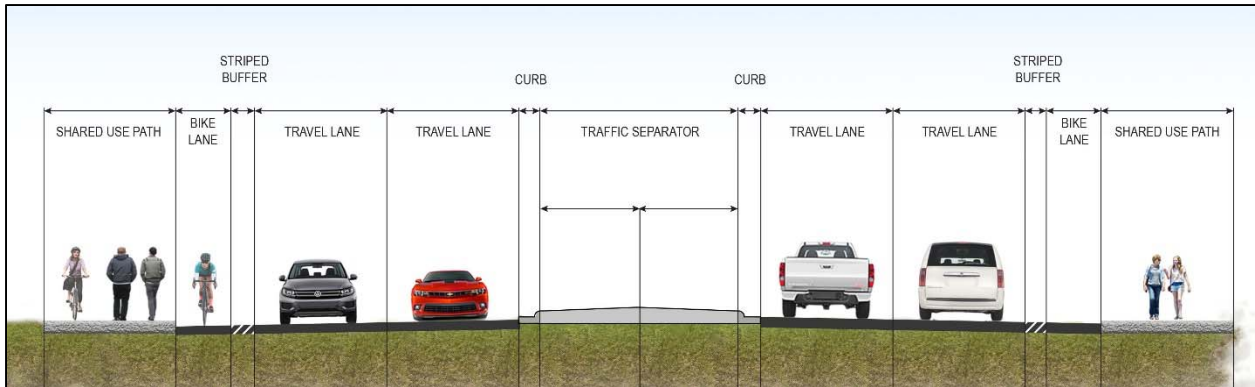 STRIPED
BUFFER
CURB
CURB
STRIPED
BUFFER
SHARED USE PATH
BIKE
LANE
TRAVEL LANE
TRAVEL LANE
TRAFFIC SEPARATOR
TRAVEL LANE
TRAVEL LANE
BIKE
LANE
SHARED USE PATH